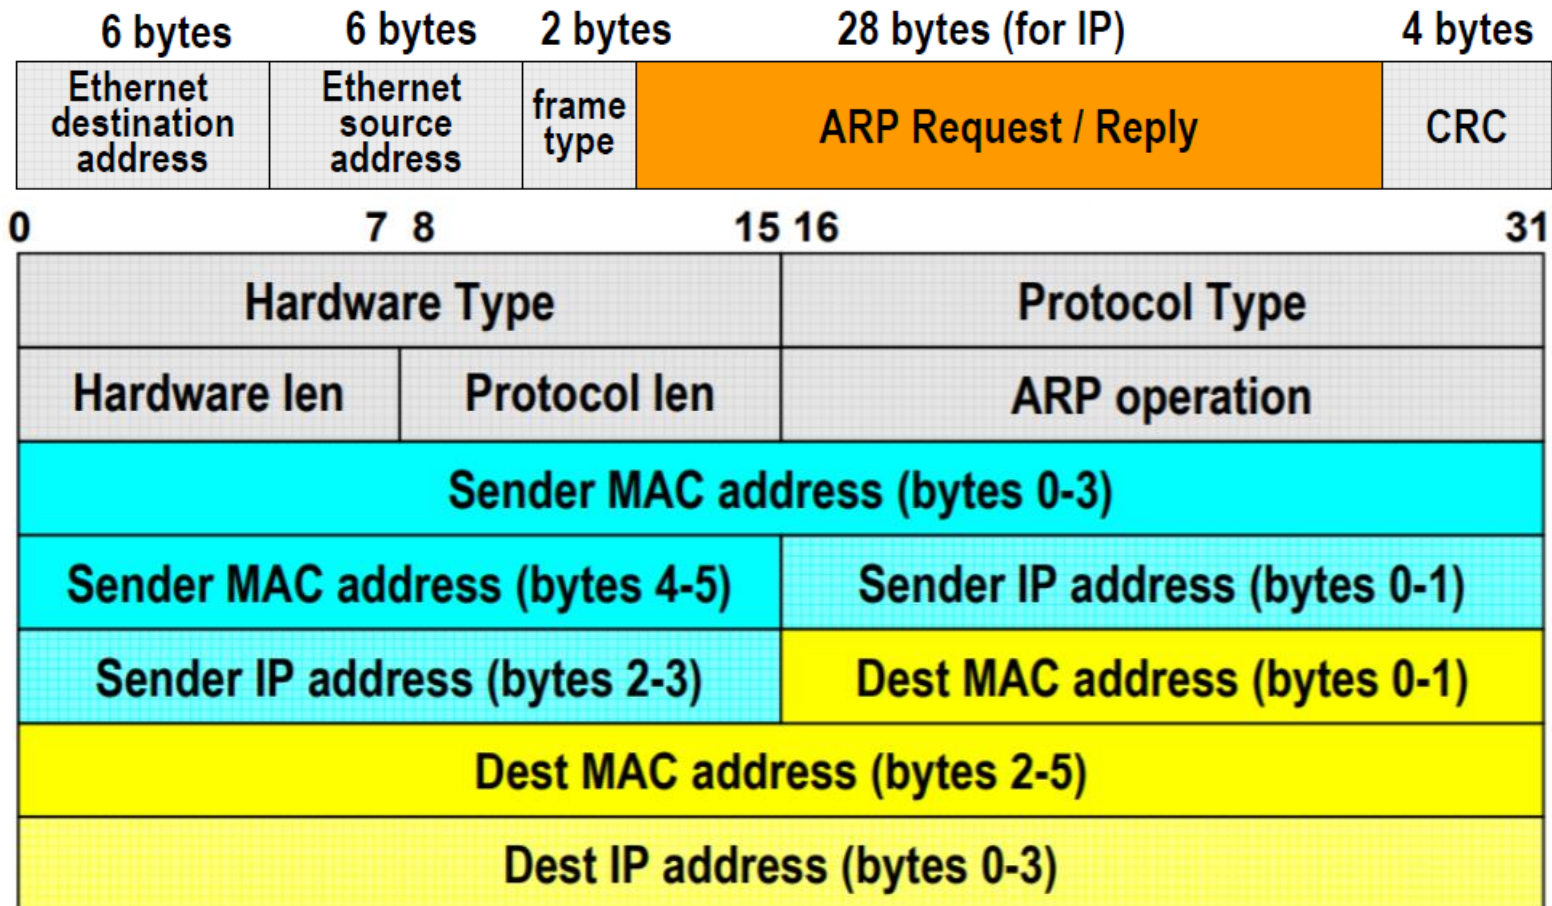 6 bytes 6 bytes 2 bytes 28 bytes (for IP) 4 bytes
Ethernet destination address
Ethernet source address
frame type
ARP Request / Reply
CRC
0 7 8 15 16 31
Hardware Type Protocol Type
Hardware len Protocol len ARP operation
Sender MAC address (bytes 0-3)
Sender MAC address (bytes 4-5) Sender IP address (bytes 0-1)
Sender IP address (bytes 2-3) Dest MAC address (bytes 0-1)
Dest MAC address (bytes 2-5)
Dest IP address (bytes 0-3)